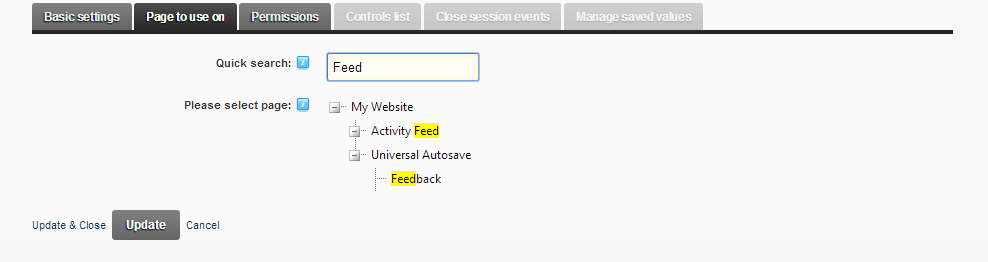 Basic settings Page to use on Permissions Controls list Close session events Manage saved values
Quick search: Feed
Please select page: My Website
Activity Feed
Universal Autosave
Feedback
Update & Close Update Cancel